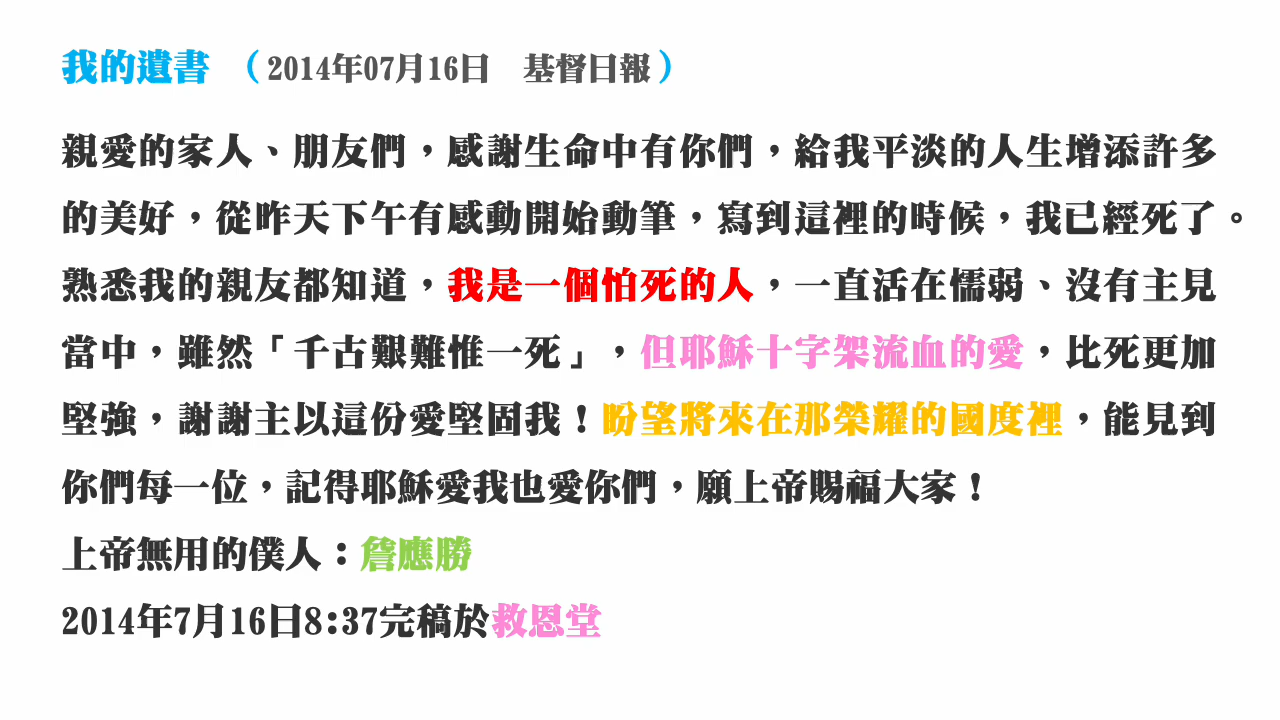 我的遺書 （2014年07月16日　基督日報）
親愛的家人、朋友們，感謝生命中有你們，給我平淡的人生增添許多
的美好，從昨天下午有感動開始動筆，寫到這裡的時候，我已經死了。
熟悉我的親友都知道，我是一個怕死的人，一直活在懦弱、沒有主見
當中，雖然「千古艱難惟一死」，但耶穌十字架流血的愛，比死更加
堅強，謝謝主以這份愛堅固我！盼望將來在那榮耀的國度裡，能見到
你們每一位，記得耶穌愛我也愛你們，願上帝賜福大家！
上帝無用的僕人：詹應勝
2014年7月16日8:37完稿於救恩堂